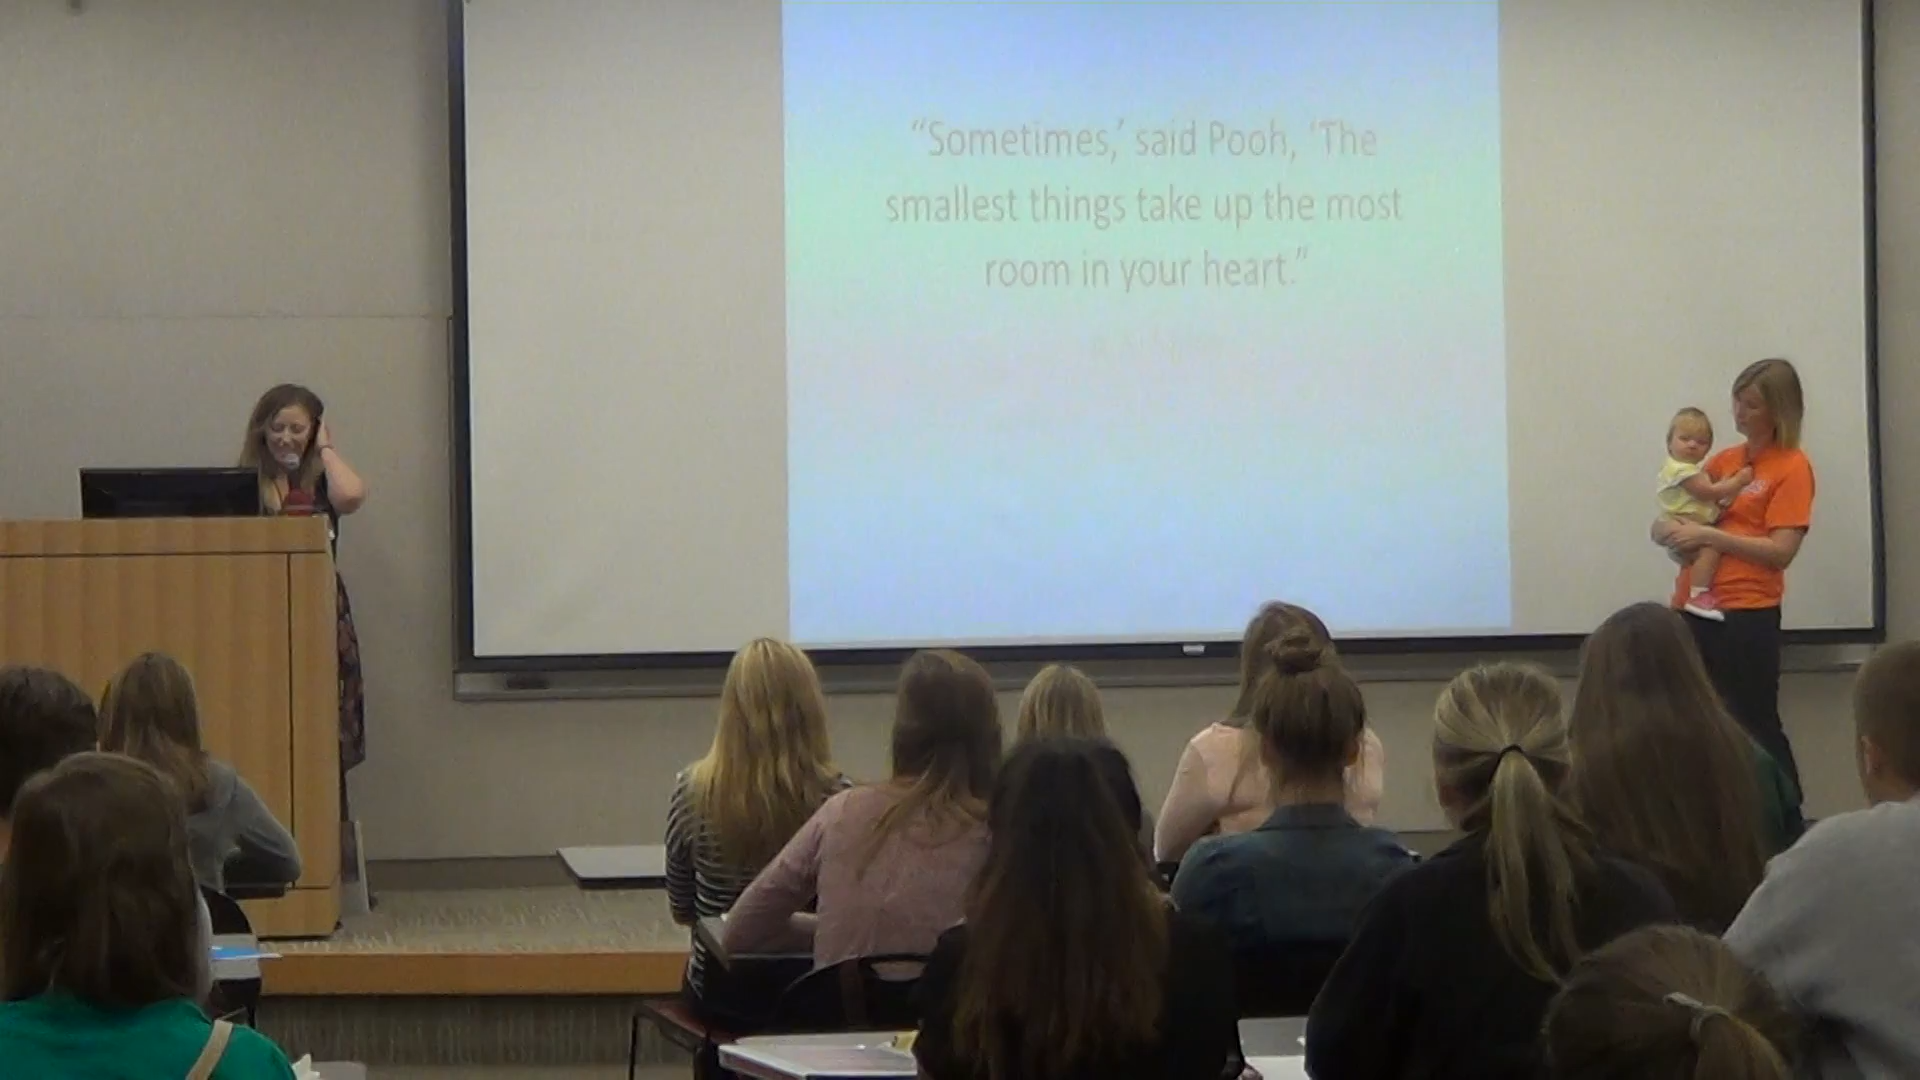 “Sometimes,’ said Pooh, ‘The
smallest things take up the most
room in your heart.”